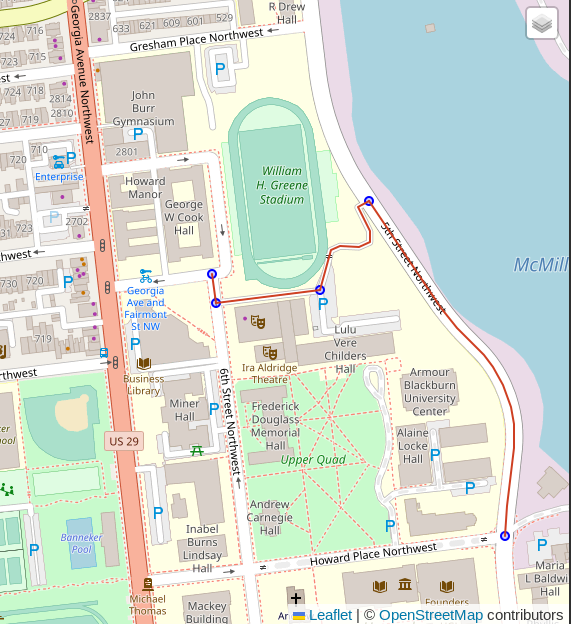 2837
633
621
609
601
529
R Drew
Hall
Gresham Place Northwest
Georgia Avenue Northwest
724
716
723
715
John
Burr
Gymnasium
724
718
2814
719
2810
710
720
2801
Enterprise
Howard
Manor
George
W Cook
Hall
William
H. Greene
Stadium
720
2702
5th Street Northwest
McMill
730
720
Georgia
Ave and
Fairmont
St NW
719
Lulu
Vere
Childers
Hall
Ira Aldridge
Theatre
Business
Library
6th Street Northwest
Miner
Hall
Frederick
Douglass
Memorial
Hall
Armour
Blackburn
University
Center
US 29
Alaine
Locke
Hall
Upper Quad
Andrew
Carnegie
Hall
Banneker
Pool
Inabel
Burns
Lindsay
Hall
Howard Place Northwest
Maria
L Baldwi
Hall
Michael
Thomas
Mackey
Building
Founders
Leaflet | © OpenStreetMap contributors